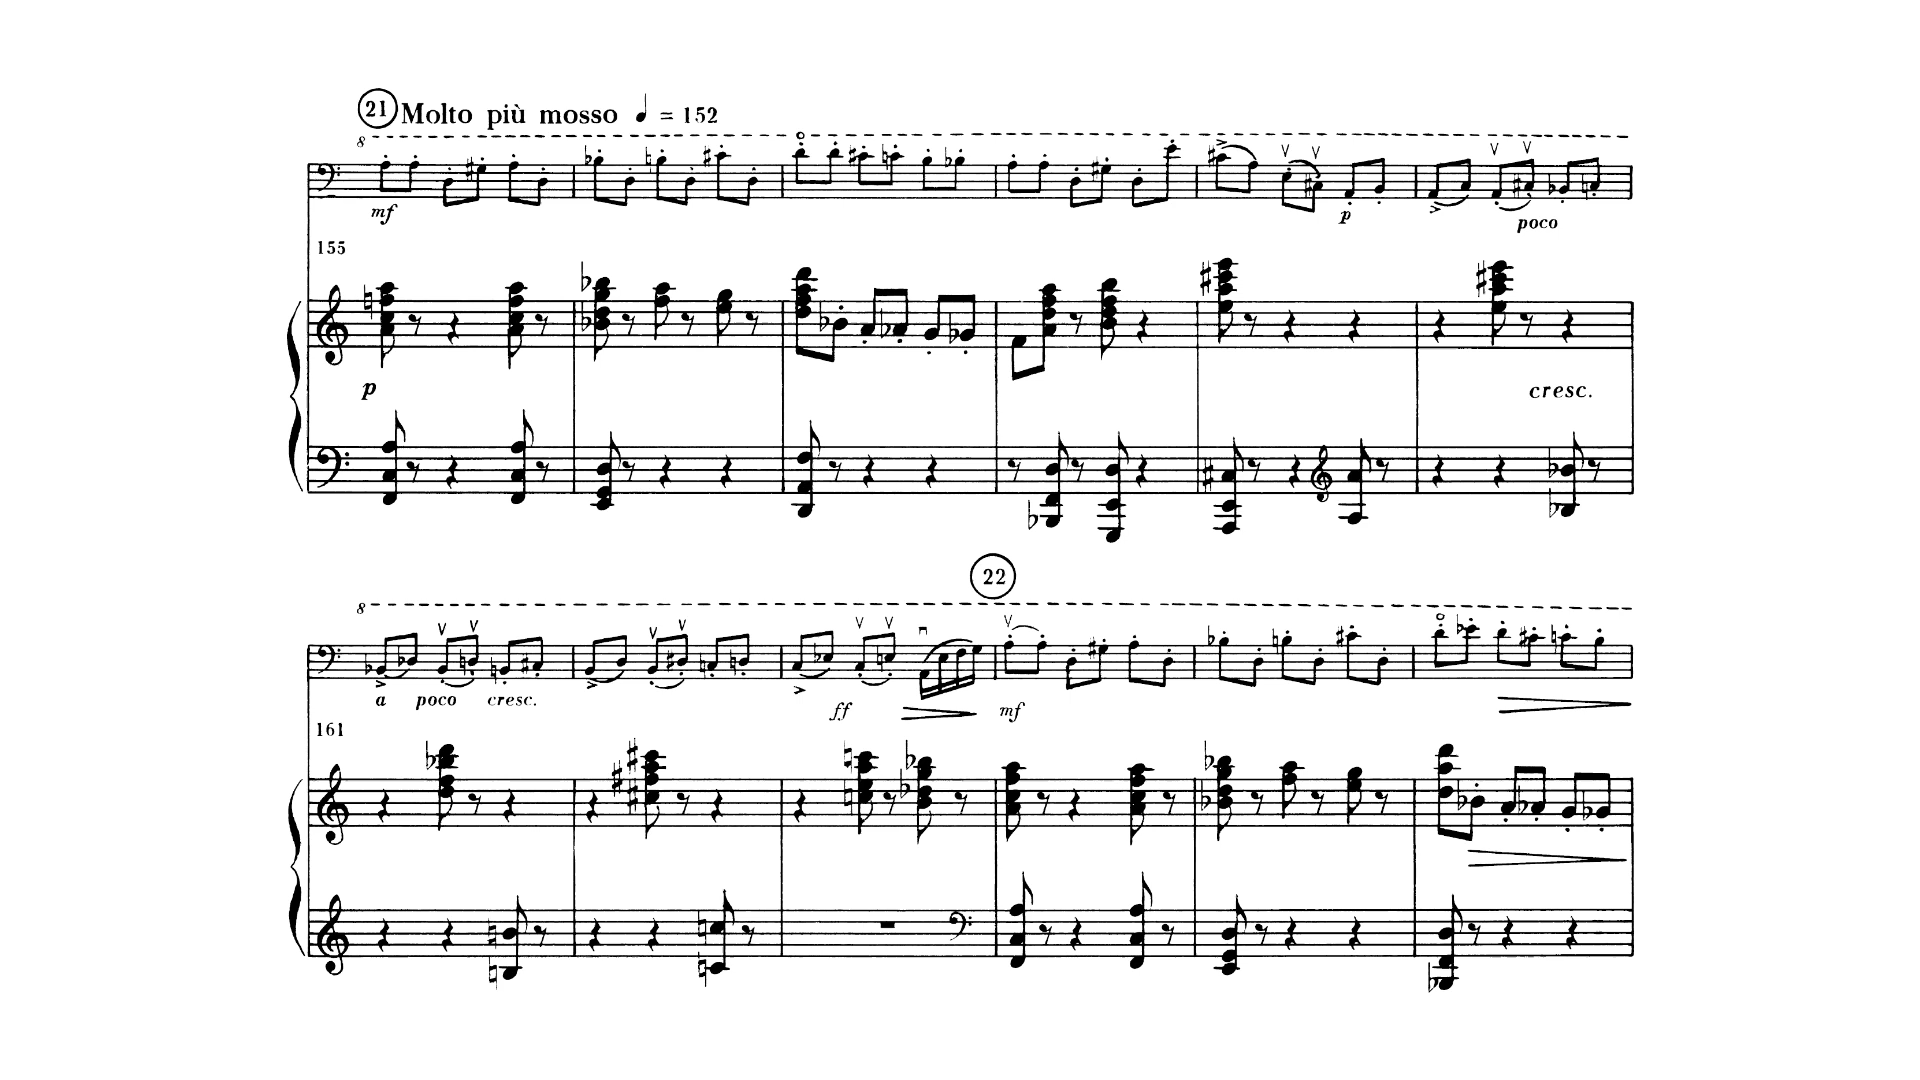 21 Molto più mosso ♩ = 152
8
mf p poco
155
p cresc.
22
8
a poco cresc. ff mf
161